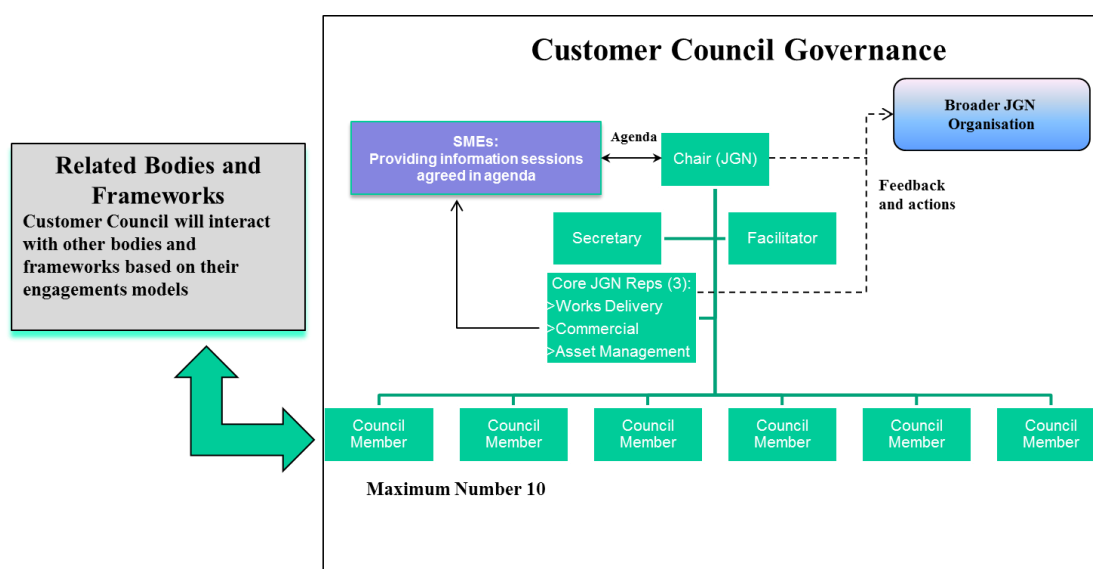 Customer Council Governance
Broader JGN
Organisation
SMEs:
Providing information sessions
agreed in agenda
Agenda
Chair (JGN)
Related Bodies and
Frameworks
Customer Council will interact
with other bodies and
frameworks based on their
engagements models
Feedback
and actions
Secretary
Facilitator
Core JGN Reps (3):
>Works Delivery
>Commercial
>Asset Management
Council
Member
Council
Member
Council
Member
Council
Member
Council
Member
Council
Member
Maximum Number 10